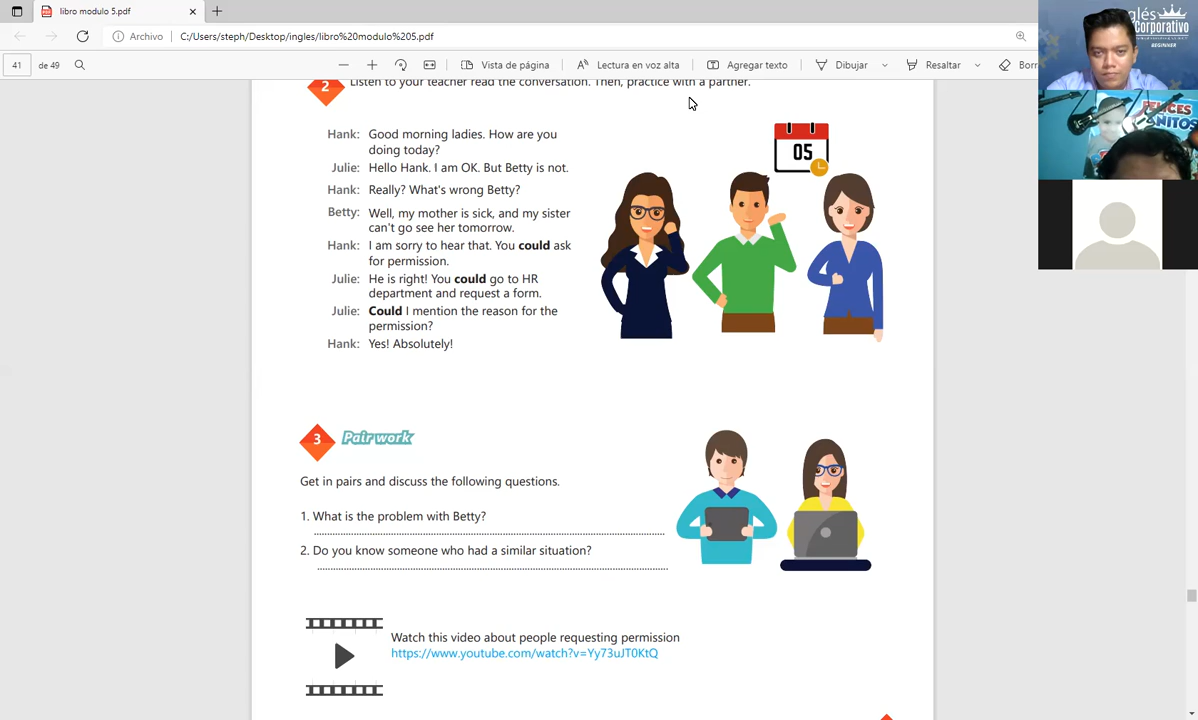 libro modulo 5.pdf
Archivo
C:/Users/steph/Desktop/ingles/libro%20modulo%205.pdf
41
de 49
Vista de página
Lectura en voz alta
Agregar texto
Dibujar
Resaltar
Borr
2
Listen to your teacher read the conversation. Then, practice with a partner.
Hank: Good morning ladies. How are you
doing today?
Julie: Hello Hank. I am OK. But Betty is not.
Hank: Really? What's wrong Betty?
Betty: Well, my mother is sick, and my sister
can't go see her tomorrow.
Hank: I am sorry to hear that. You could ask
for permission.
Julie: He is right! You could go to HR
department and request a form.
Julie: Could I mention the reason for the
permission?
Hank: Yes! Absolutely!
05
3
Pair work
Get in pairs and discuss the following questions.
1. What is the problem with Betty?
2. Do you know someone who had a similar situation?
Watch this video about people requesting permission
https://www.youtube.com/watch?v=Yy73uJT0KtQ
glés
Corporativo
BEGINNER
FELICES
NITOS